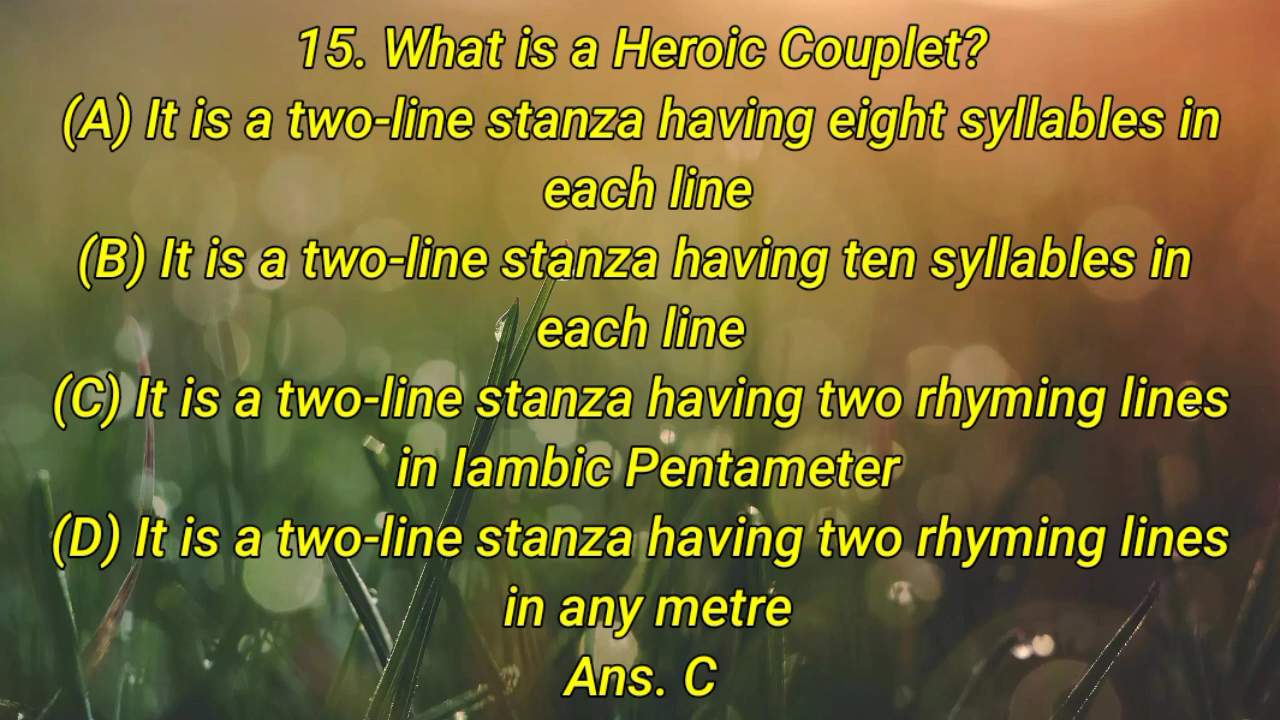 15. What is a Heroic Couplet?
(A) It is a two-line stanza having eight syllables in
each line
(B) It is a two-line stanza having ten syllables in
each line
(C) It is a two-line stanza having two rhyming lines
in Iambic Pentameter
(D) It is a two-line stanza having two rhyming lines
in any metre
Ans. C